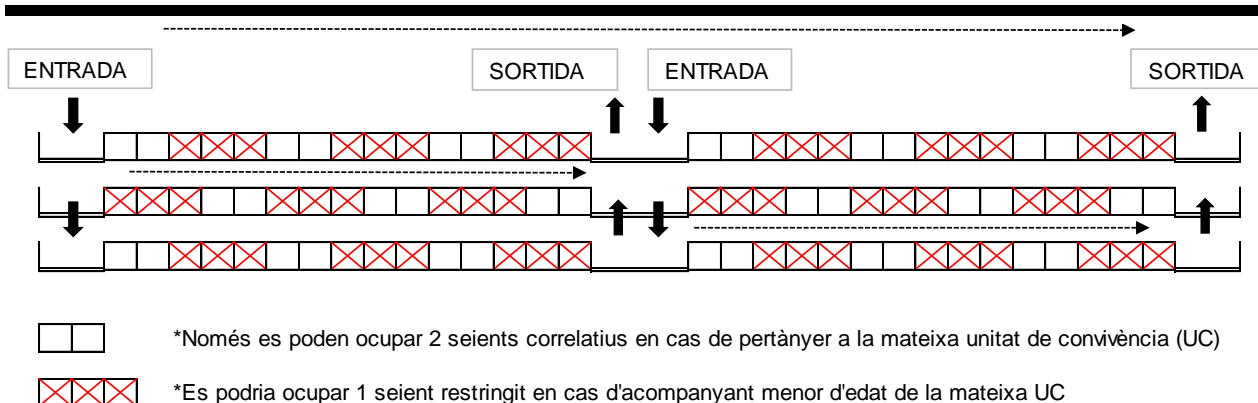 ENTRADA SORTIDA ENTRADA SORTIDA
*Només es poden ocupar 2 seients correlatius en cas de pertànyer a la mateixa unitat de convivència (UC)
*Es podria ocupar 1 seient restringit en cas d'acompanyant menor d'edat de la mateixa UC